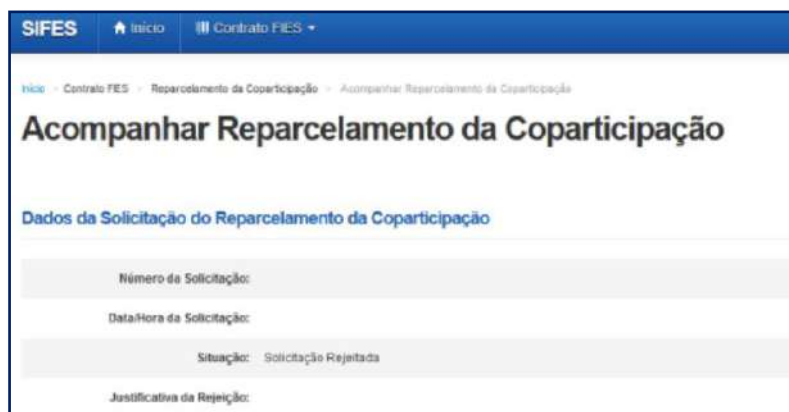 SIFES Início Contrato FIES
Início Contrato FIES Reparcelamento da Coparticipação Acompanhar Reparcelamento da Coparticipação
Acompanhar Reparcelamento da Coparticipação
Dados da Solicitação do Reparcelamento da Coparticipação
Número da Solicitação:
Data/Hora da Solicitação:
Situação: Solicitação Rejeitada
Justificativa da Rejeição: